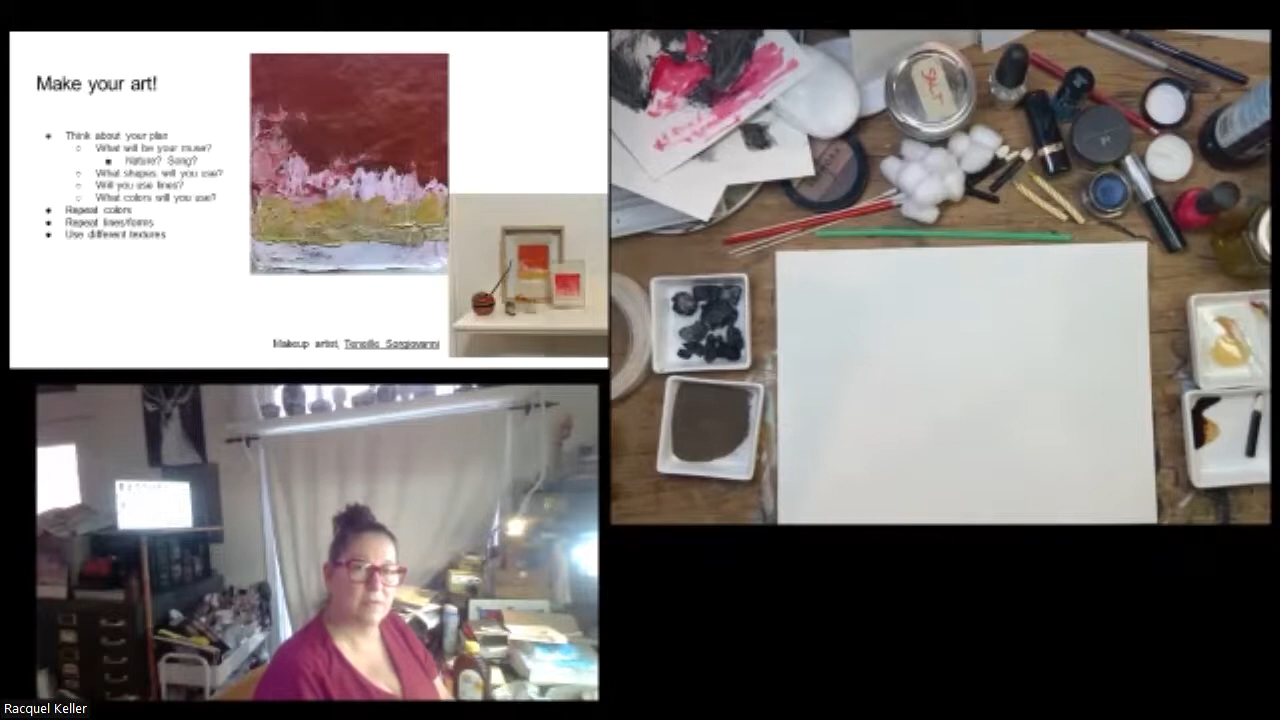 Make your art!
Think about your plan
What will be your muse?
Nature? Song?
What shapes will you use?
Will you use lines?
What colors will you use?
Repeat colors
Repeat lines/forms
Use different textures
Makeup artist,
SALT
Racquel Keller